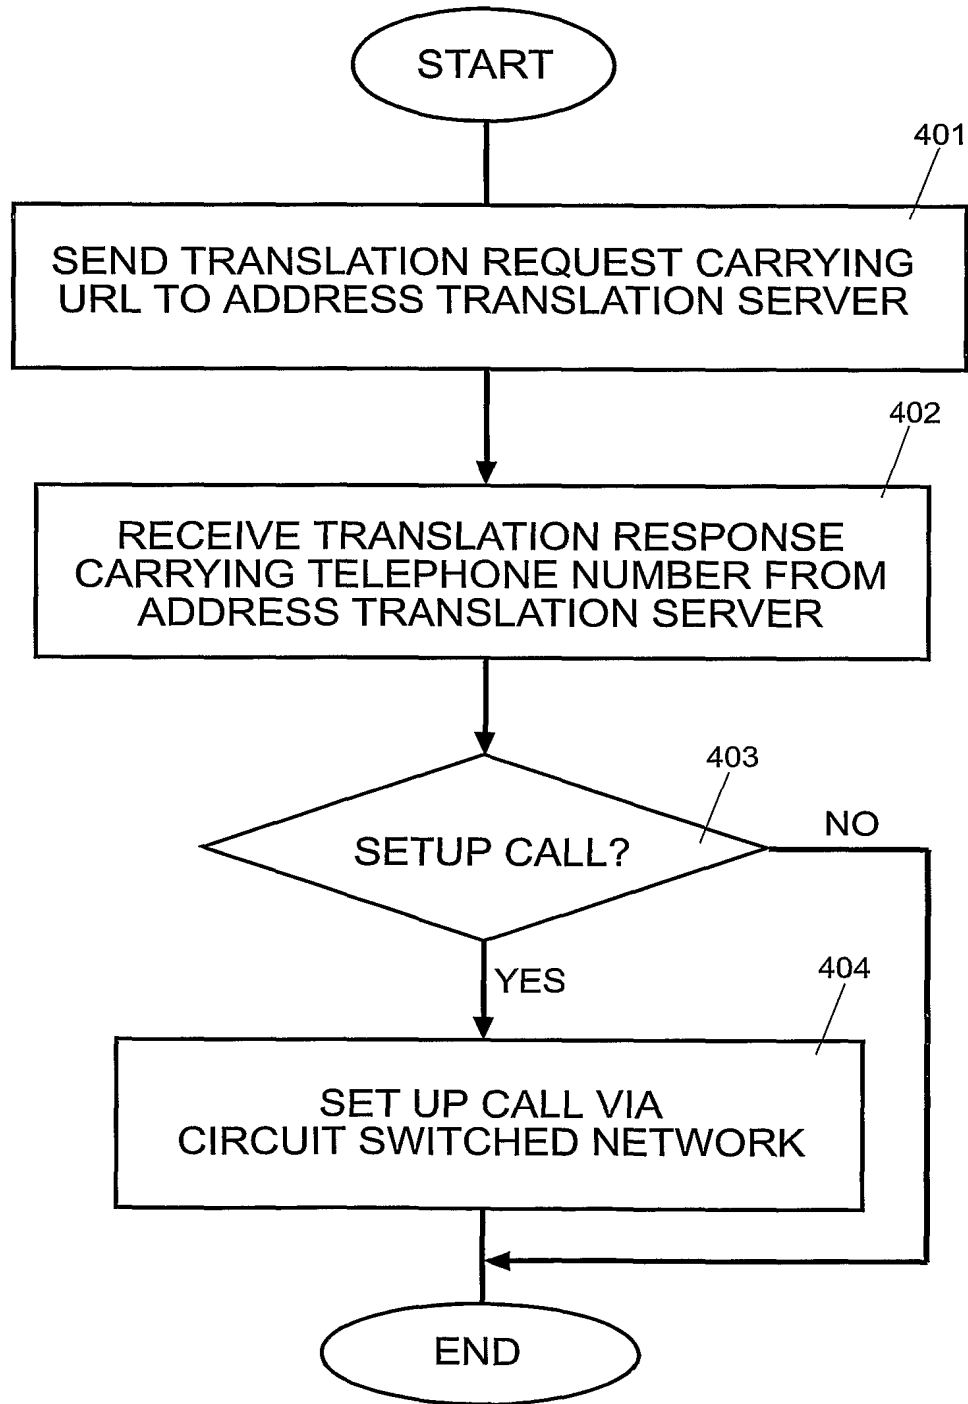 START
401
SEND TRANSLATION REQUEST CARRYING
URL TO ADDRESS TRANSLATION SERVER
402
RECEIVE TRANSLATION RESPONSE
CARRYING TELEPHONE NUMBER FROM
ADDRESS TRANSLATION SERVER
403
SETUP CALL?
NO
YES
404
SET UP CALL VIA
CIRCUIT SWITCHED NETWORK
END